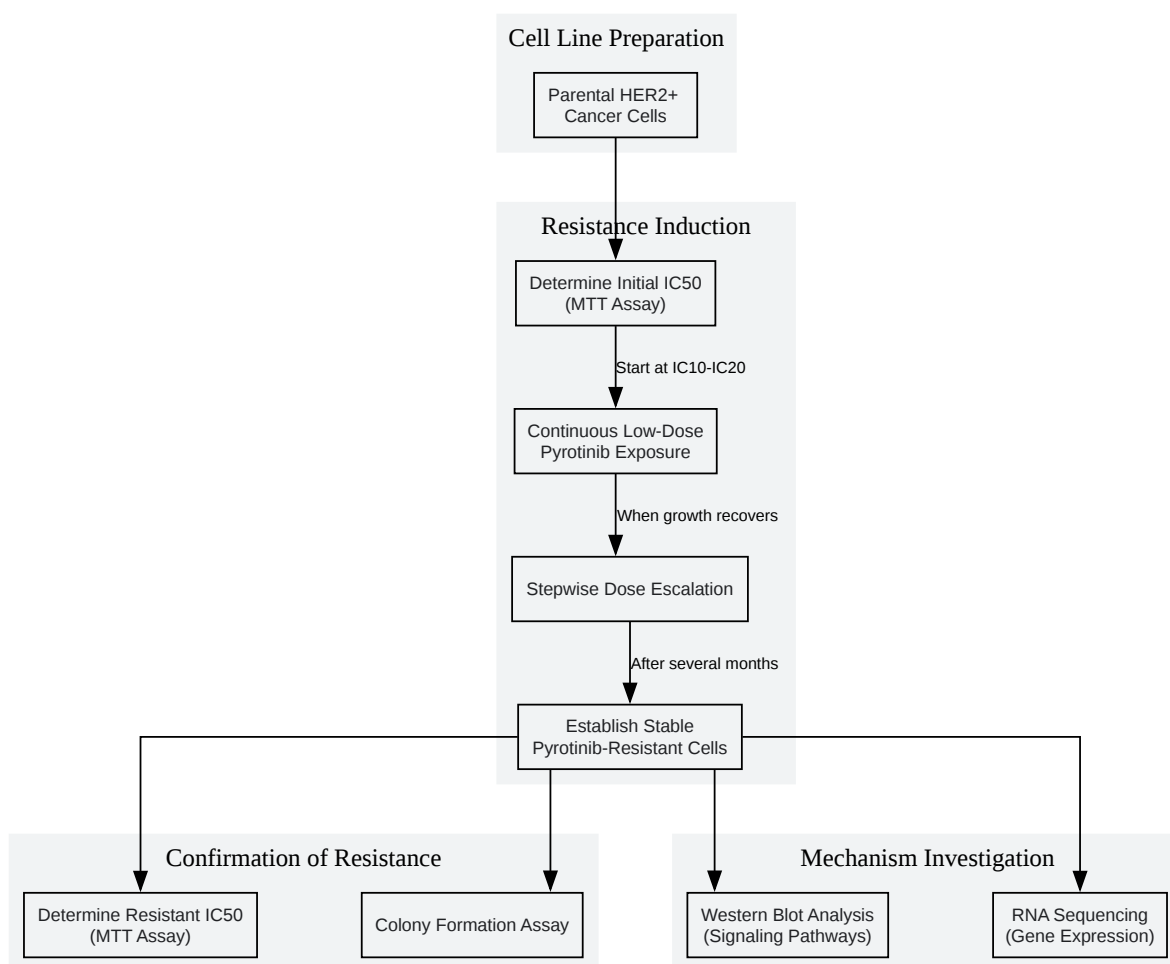 Cell Line Preparation
Parental HER2+
Cancer Cells
Resistance Induction
Determine Initial IC50
(MTT Assay)
Start at IC10-IC20
Continuous Low-Dose
Pyrotinib Exposure
When growth recovers
Stepwise Dose Escalation
After several months
Establish Stable
Pyrotinib-Resistant Cells
Confirmation of Resistance
Determine Resistant IC50
(MTT Assay)
Colony Formation Assay
Mechanism Investigation
Western Blot Analysis
(Signaling Pathways)
RNA Sequencing
(Gene Expression)